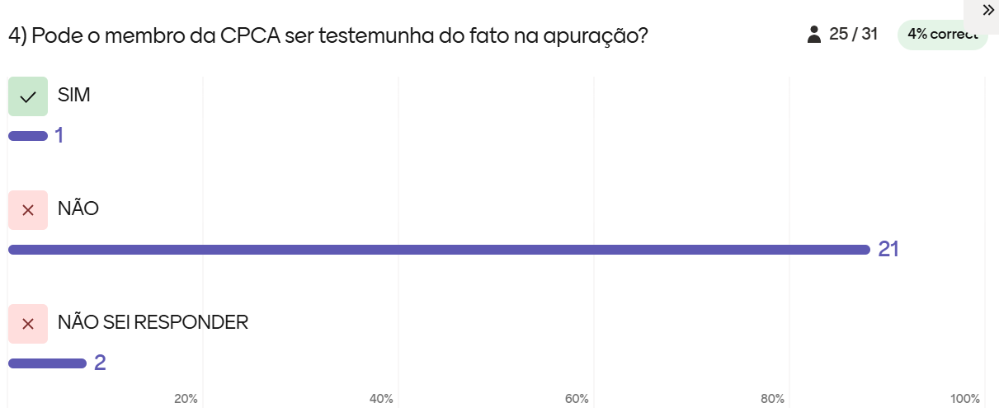 4) Pode o membro da CPCA ser testemunha do fato na apuração?
25 / 31
4% correct
SIM
1
NÃO
21
NÃO SEI RESPONDER
2
20%
40%
60%
80%
100%